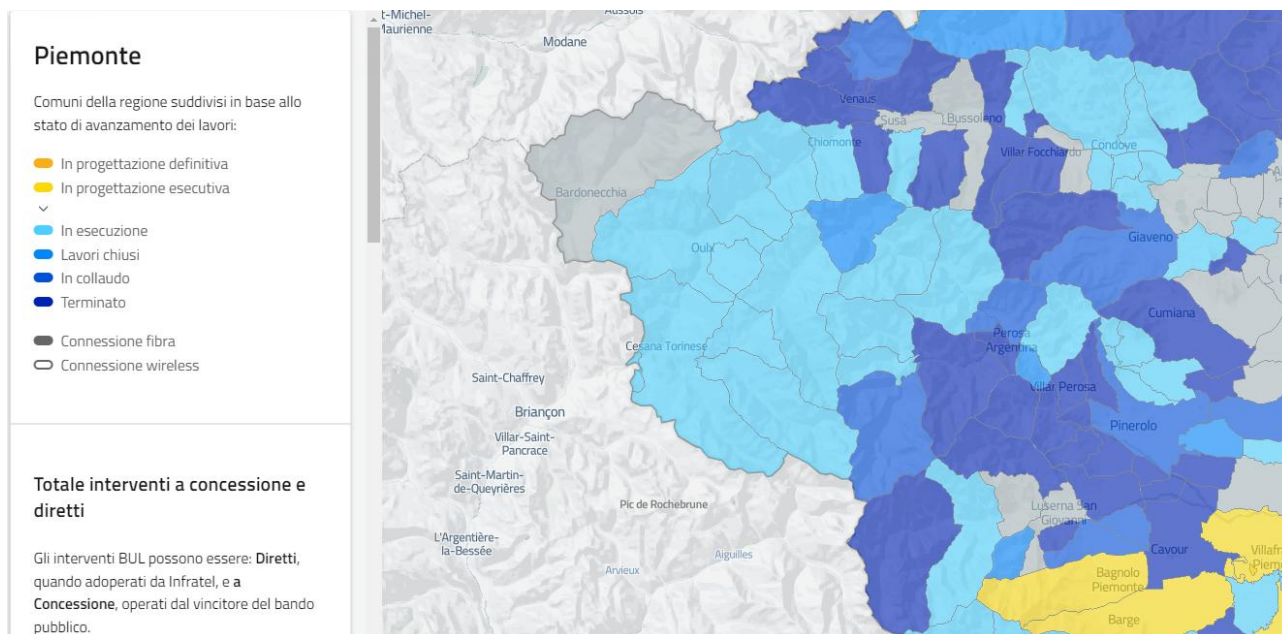 Piemonte
Comuni della regione suddivisi in base allo
stato di avanzamento dei lavori:
In progettazione definitiva
In progettazione esecutiva
In esecuzione
Lavori chiusi
In collaudo
Terminato
Connessione fibra
Connessione wireless
Totale interventi a concessione e
diretti
Gli interventi BUL possono essere: Diretti,
quando adoperati da Infratel, e a
Concessione, operati dal vincitore del bando
pubblico.
t-Michel-
Maurienne
Aussois
Modane
Venaus
Susa
Bussoleno
Chiomonte
Villar Focchiardo
Condove
Bardonecchia
Oulx
Giaveno
Cumiana
Perosa
Argentina
Cesana Torinese
Villar Perosa
Saint-Chaffrey
Briançon
Pinerolo
Villar-Saint-
Pancrace
Saint-Martin-
de-Queyrières
Pic de Rochebrune
Luserna San
Giovanni
L'Argentière-
la-Bessée
Aiguilles
Arvieux
Cavour
Villafr
Piem
Bagnolo
Piemonte
Barge